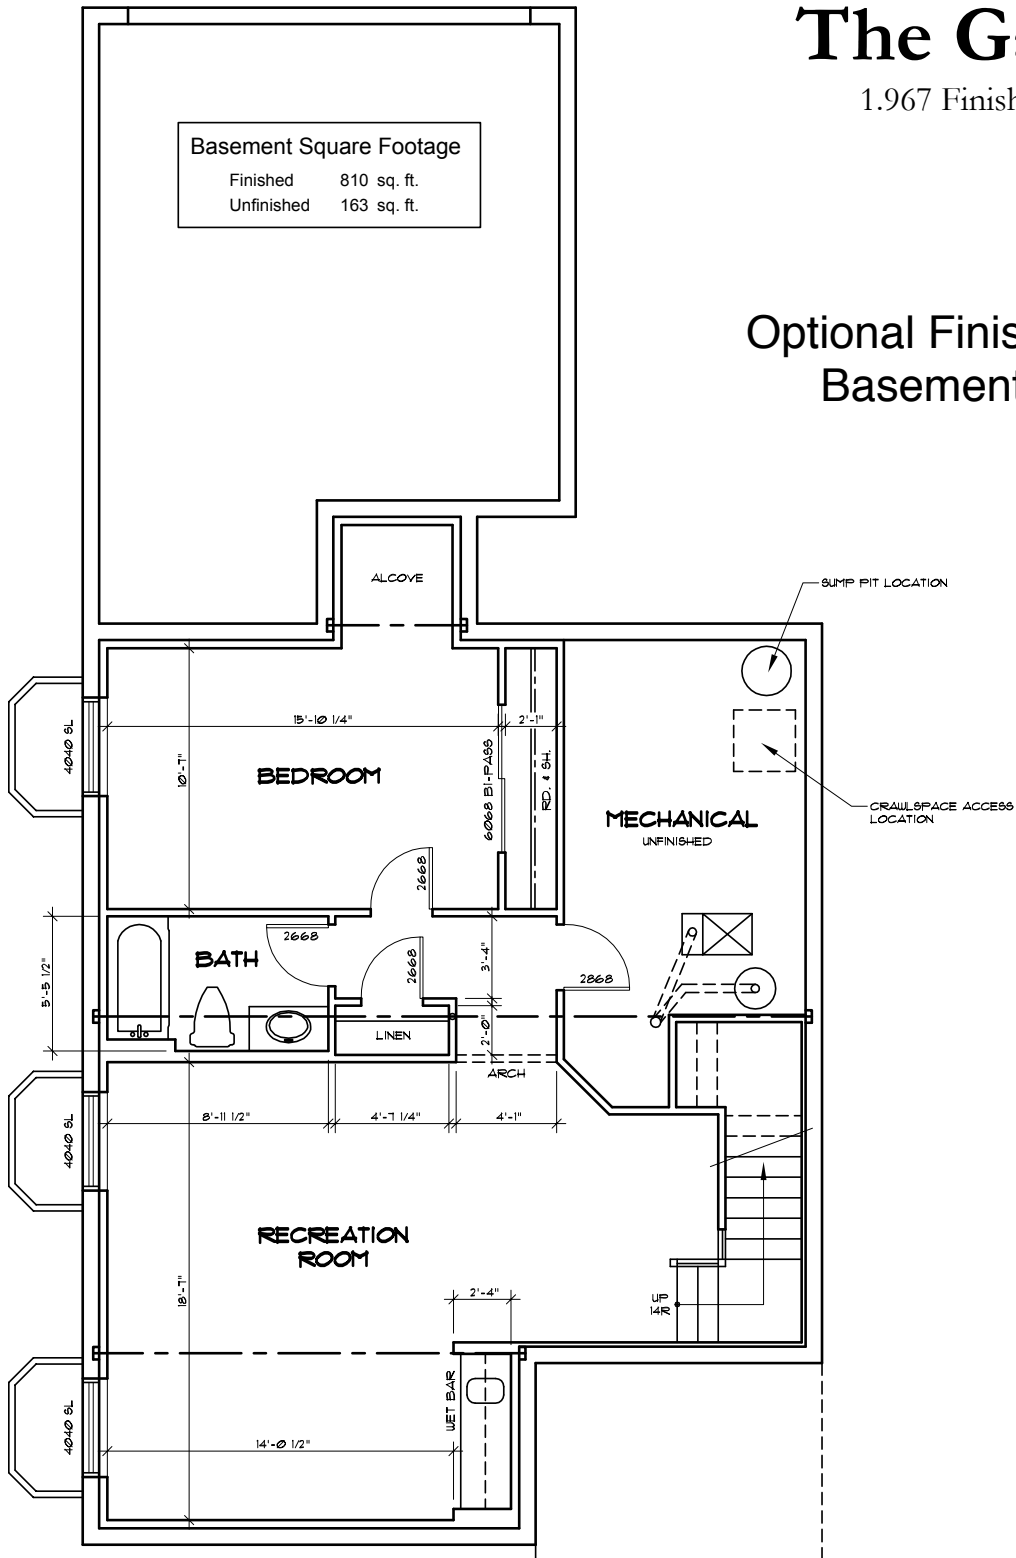 The Ga
1.967 Finish
Basement Square Footage
Finished 810 sq. ft.
Unfinished 163 sq. ft.
Optional Finis
Basement
ALCOVE
SUMP PIT LOCATION
4040 SL
15'-10 1/4"
2'-1"
10'-7"
BEDROOM
6068 BI-PASS
RD. & SH.
MECHANICAL
UNFINISHED
CRAWLSPACE ACCESS
LOCATION
2668
5'-5 1/2"
BATH
2668
2668
3'-4"
2868
LINEN
2'-0"
ARCH
4040 SL
8'-11 1/2"
4'-7 1/4"
4'-1"
RECREATION
ROOM
18'-7"
2'-4"
UP
14R
4040 SL
WET BAR
14'-0 1/2"